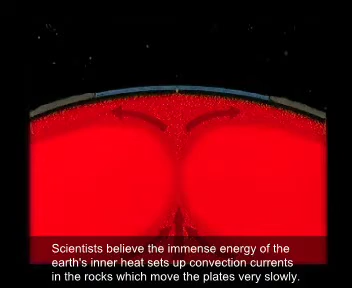 Scientists believe the immense energy of the
earth's inner heat sets up convection currents
in the rocks which move the plates very slowly.